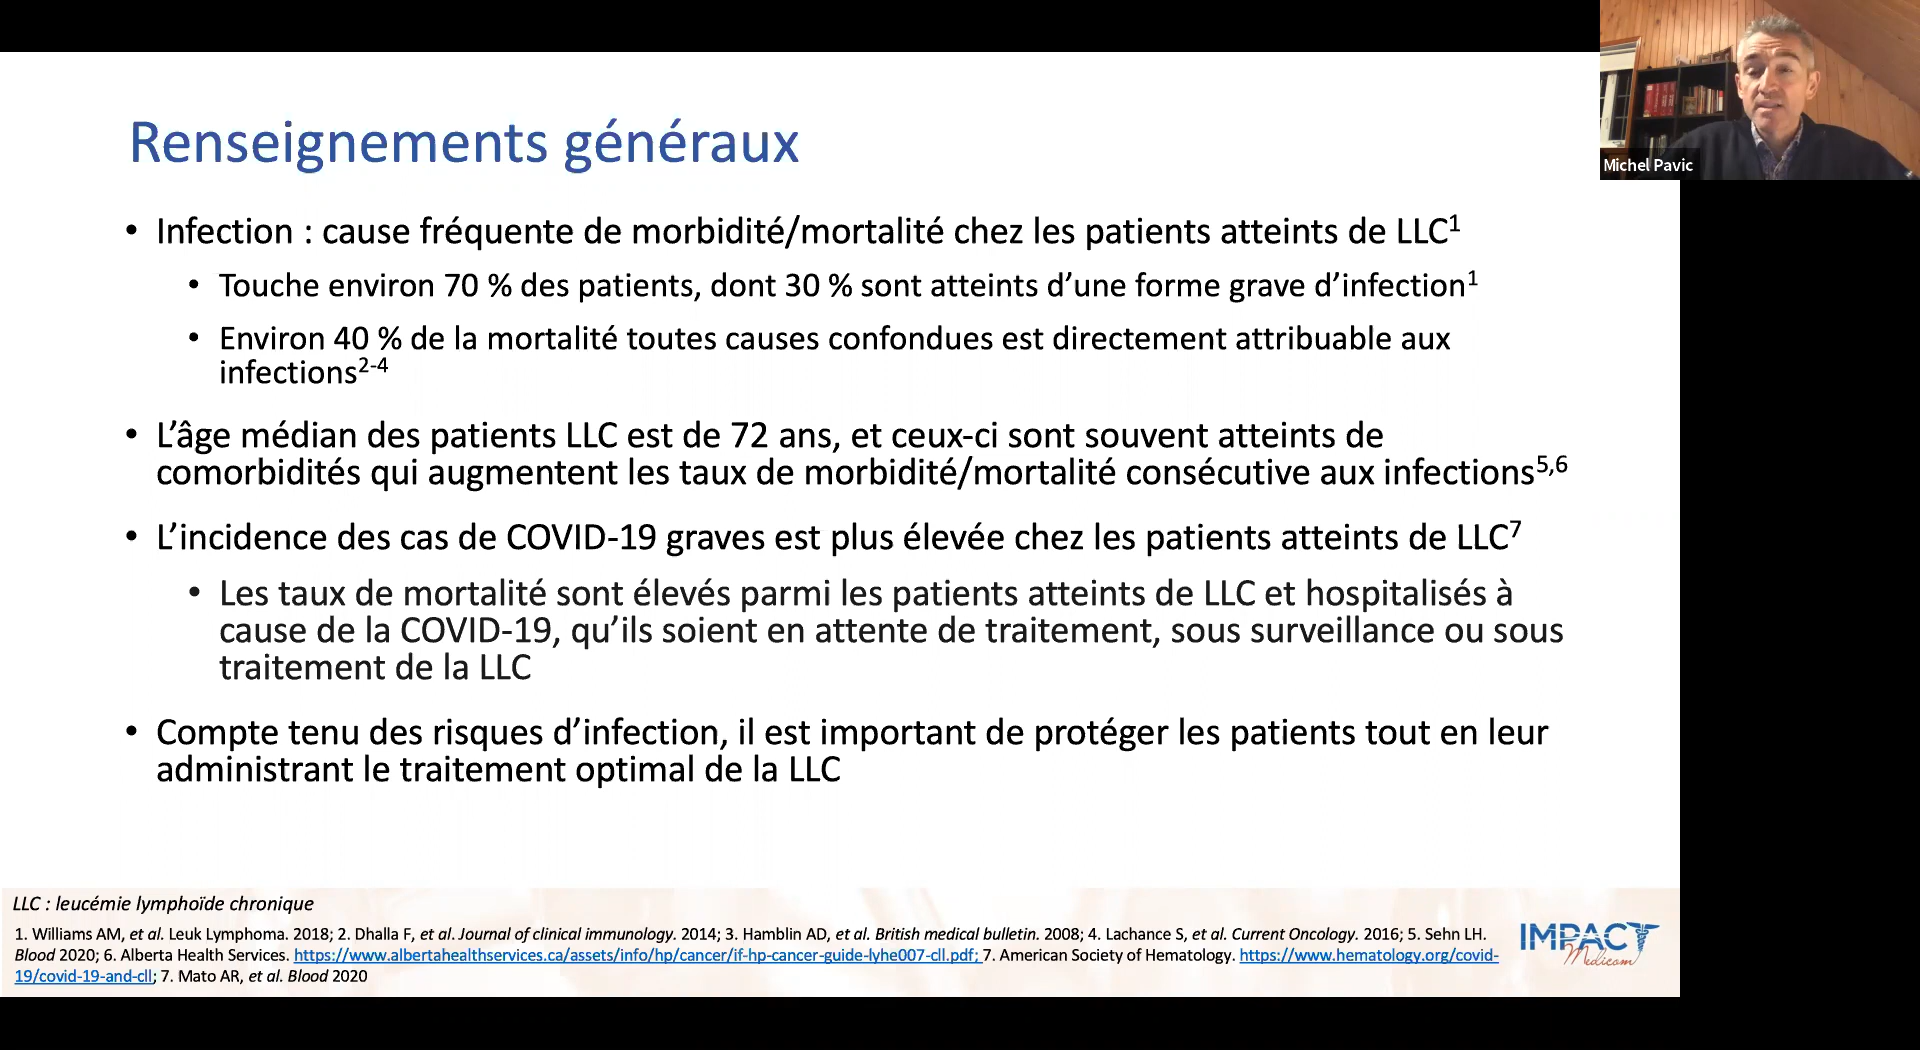 Renseignements généraux
Michel Pavic
• Infection : cause fréquente de morbidité/mortalité chez les patients atteints de LLC1
• Touche environ 70 % des patients, dont 30 % sont atteints d’une forme grave d’infection1
• Environ 40 % de la mortalité toutes causes confondues est directement attribuable aux
infections2-4
• L’âge médian des patients LLC est de 72 ans, et ceux-ci sont souvent atteints de
comorbidités qui augmentent les taux de morbidité/mortalité consécutive aux infections5,6
• L’incidence des cas de COVID-19 graves est plus élevée chez les patients atteints de LLC7
• Les taux de mortalité sont élevés parmi les patients atteints de LLC et hospitalisés à
cause de la COVID-19, qu’ils soient en attente de traitement, sous surveillance ou sous
traitement de la LLC
• Compte tenu des risques d’infection, il est important de protéger les patients tout en leur
administrant le traitement optimal de la LLC
LLC : leucémie lymphoïde chronique
1. Williams AM, et al. Leuk Lymphoma. 2018; 2. Dhalla F, et al. Journal of clinical immunology. 2014; 3. Hamblin AD, et al. British medical bulletin. 2008; 4. Lachance S, et al. Current Oncology. 2016; 5. Sehn LH.
Blood 2020; 6. Alberta Health Services. https://www.albertahealthservices.ca/assets/info/hp/cancer/if-hp-cancer-guide-lyhe007-cll.pdf; 7. American Society of Hematology. https://www.hematology.org/covid-
19/covid-19-and-cll; 7. Mato AR, et al. Blood 2020
IMPACT
Medicom